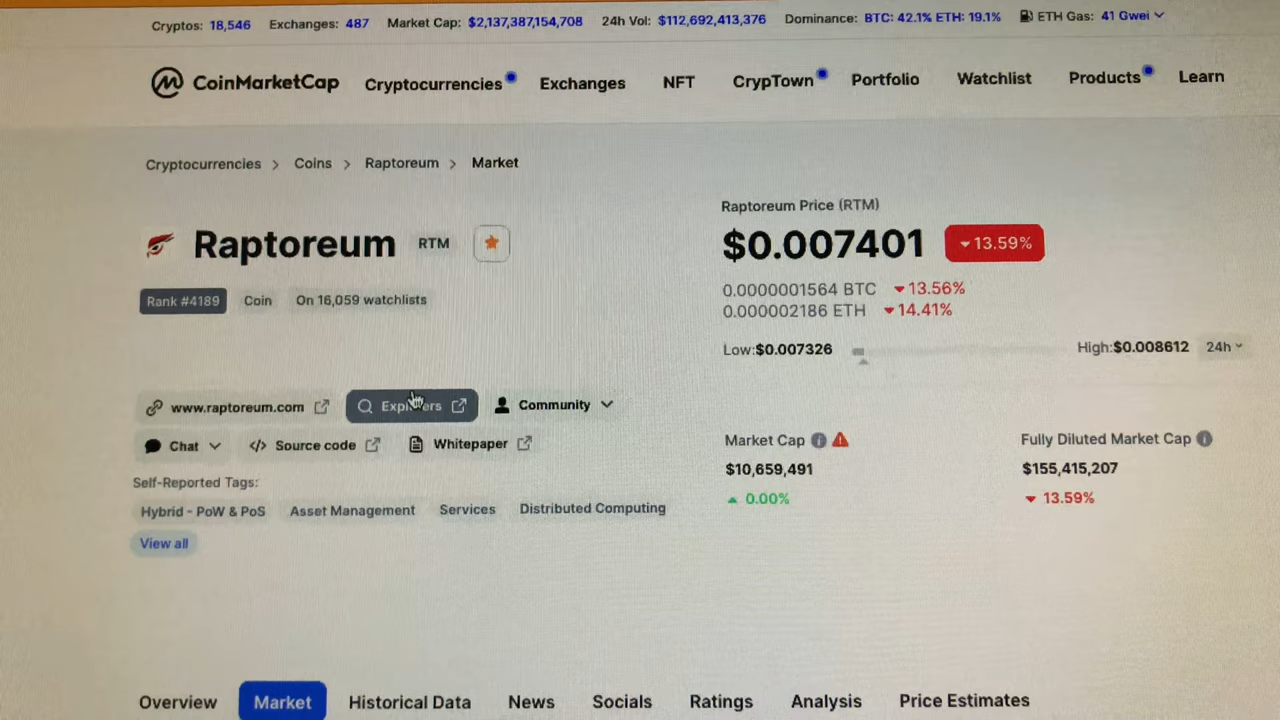 Cryptos: 18,546 Exchanges: 487 Market Cap: $2,137,387,154,708 24h Vol: $112,692,413,376 Dominance: BTC: 42.1% ETH: 19.1% ETH Gas: 41 Gwei
CoinMarketCap Cryptocurrencies Exchanges NFT CrypTown Portfolio Watchlist Products Learn
Cryptocurrencies > Coins > Raptoreum > Market
Raptoreum RTM
Rank #4189 Coin On 16,059 watchlists
Raptoreum Price (RTM)
$0.007401 13.59%
0.0000001564 BTC 13.56%
0.000002186 ETH 14.41%
Low:$0.007326 High:$0.008612 24h
www.raptoreum.com Explorers Community
Chat </> Source code Whitepaper
Self-Reported Tags:
Hybrid - PoW & PoS Asset Management Services Distributed Computing
View all
Market Cap Fully Diluted Market Cap
$10,659,491 $155,415,207
0.00% 13.59%
Overview Market Historical Data News Socials Ratings Analysis Price Estimates